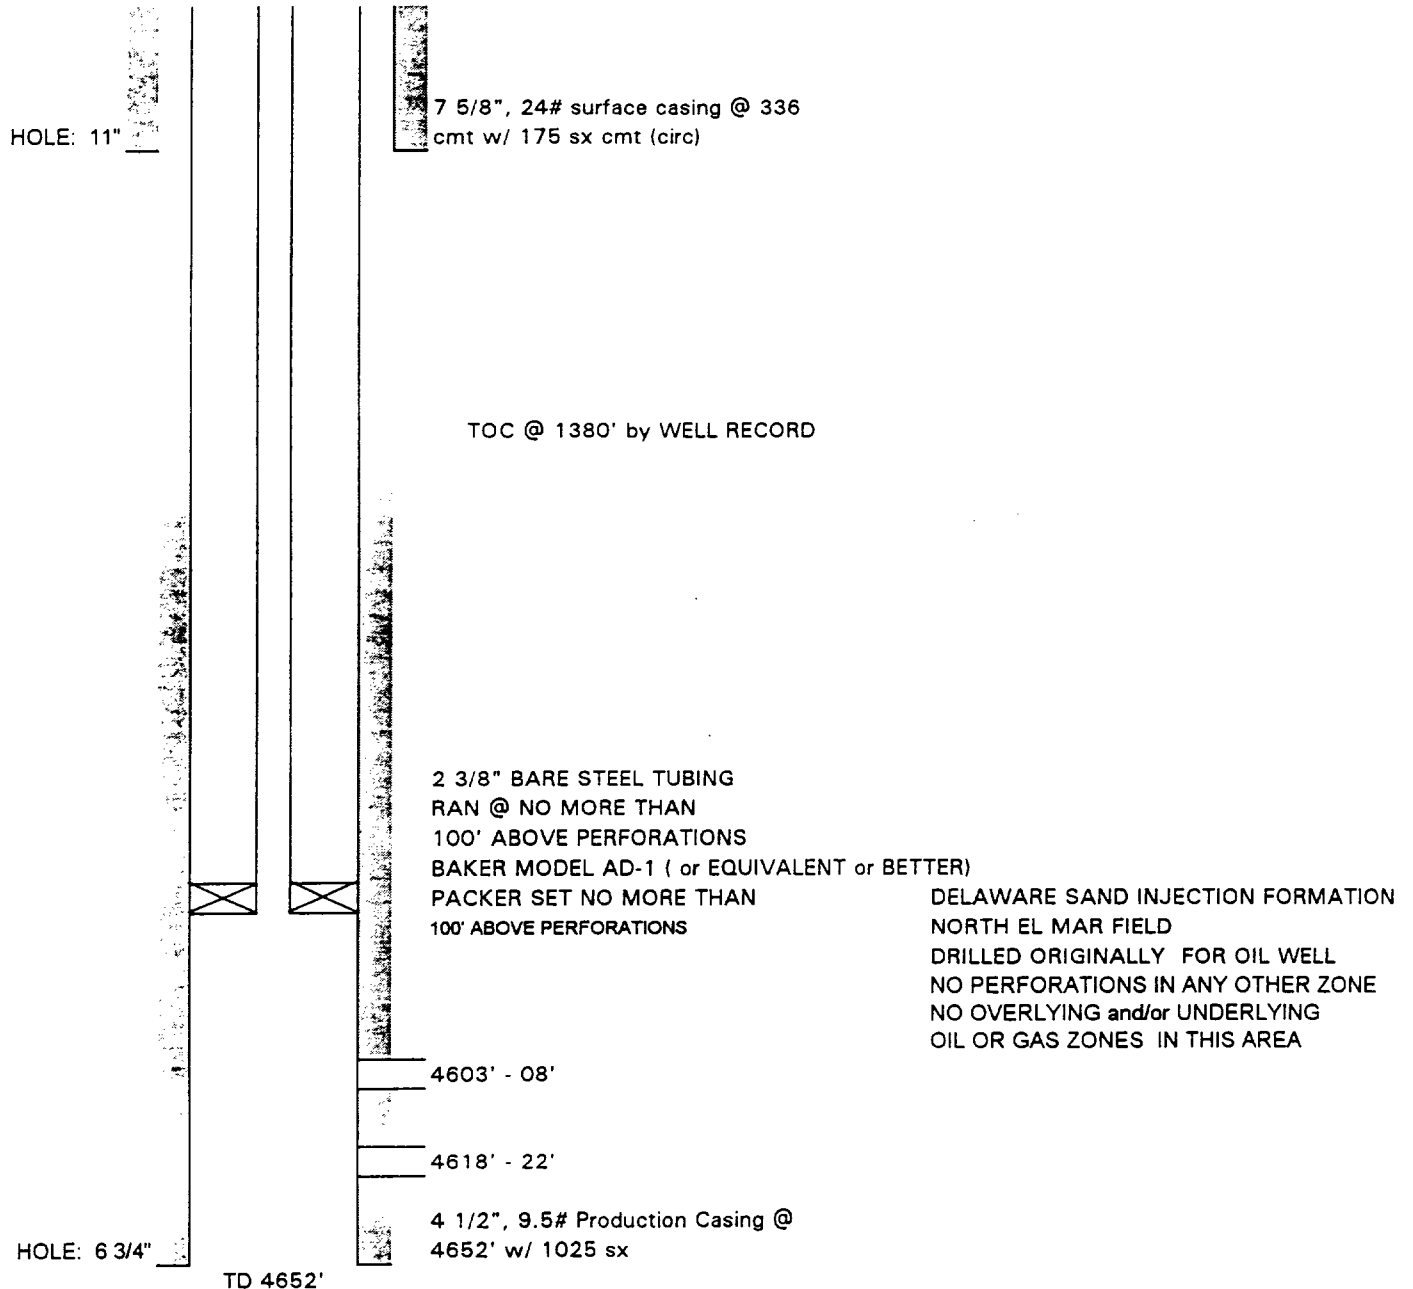 7 5/8", 24# surface casing @ 336
cmt w/ 175 sx cmt (circ)
HOLE: 11"
TOC @ 1380' by WELL RECORD
2 3/8" BARE STEEL TUBING
RAN @ NO MORE THAN
100' ABOVE PERFORATIONS
BAKER MODEL AD-1 ( or EQUIVALENT or BETTER)
PACKER SET NO MORE THAN
100' ABOVE PERFORATIONS
DELAWARE SAND INJECTION FORMATION
NORTH EL MAR FIELD
DRILLED ORIGINALLY FOR OIL WELL
NO PERFORATIONS IN ANY OTHER ZONE
NO OVERLYING and/or UNDERLYING
OIL OR GAS ZONES IN THIS AREA
4603' - 08'
4618' - 22'
4 1/2", 9.5# Production Casing @
4652' w/ 1025 sx
HOLE: 6 3/4"
TD 4652'